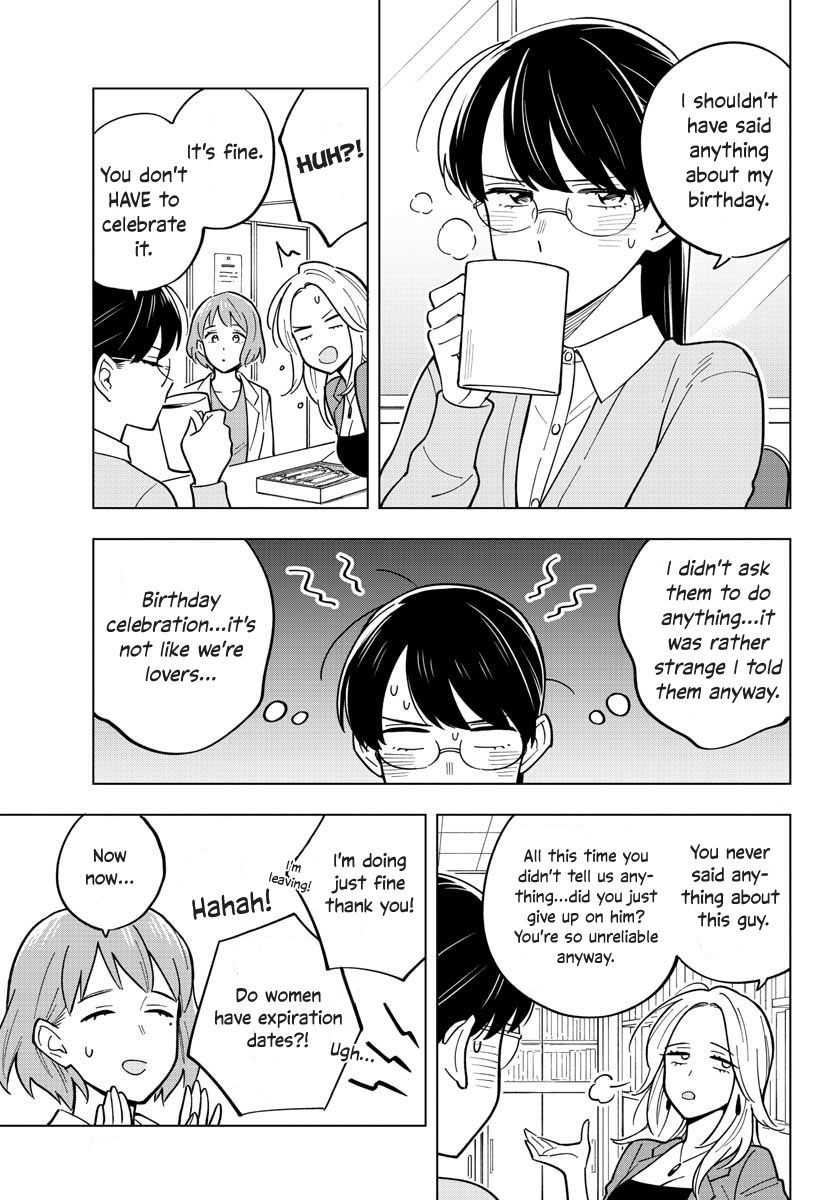 I shouldn't
have said
anything
about my
birthday.
HUH?!
It's fine.
You don't
HAVE to
celebrate
it.
I didn't ask
them to do
anything...it
was rather
strange I told
them anyway.
Birthday
celebration...it's
not like we're
lovers...
You never
said any-
thing about
this guy.
All this time you
didn't tell us any-
thing...did you just
give up on him?
You're so unreliable
anyway.
I'm doing
just fine
thank you!
I'm
leaving!
Hahah!
Do women
have expiration
dates?!
Ugh...
Now
now...